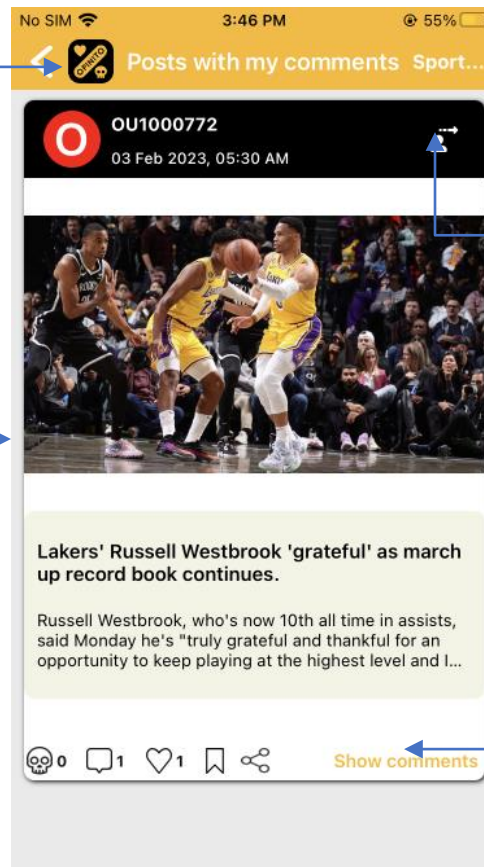 No SIM 3:46 PM 55%
OPINITO Posts with my comments Sport...
O OU1000772
03 Feb 2023, 05:30 AM
Lakers' Russell Westbrook 'grateful' as march
up record book continues.
Russell Westbrook, who's now 10th all time in assists,
said Monday he's "truly grateful and thankful for an
opportunity to keep playing at the highest level and I...
0 1 1 Show comments